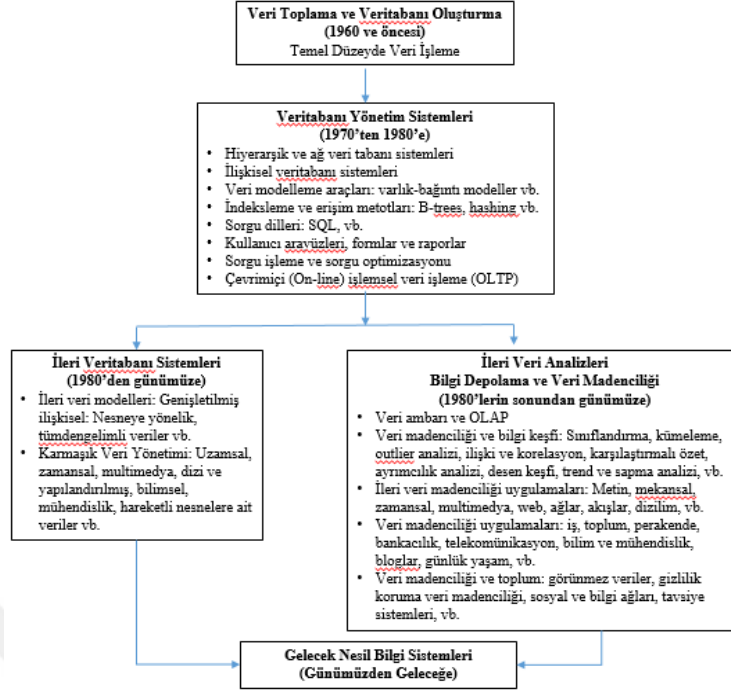 Veri Toplama ve Veritabanı Oluşturma
(1960 ve öncesi)
Temel Düzeyde Veri İşleme
Veritabanı Yönetim Sistemleri
(1970’ten 1980’e)
• Hiyerarşik ve ağ veri tabanı sistemleri
• İlişkisel veritabanı sistemleri
• Veri modelleme araçları: varlık-bağıntı modeller vb.
• İndeksleme ve erişim metotları: B-trees, hashing vb.
• Sorgu dilleri: SQL, vb.
• Kullanıcı arayüzleri, formlar ve raporlar
• Sorgu işleme ve sorgu optimizasyonu
• Çevrimiçi (On-line) işlemsel veri işleme (OLTP)
İleri Veritabanı Sistemleri
(1980’den günümüze)
• İleri veri modelleri: Genişletilmiş
ilişkisel: Nesneye yönelik,
tümdengelimli veriler vb.
• Karmaşık Veri Yönetimi: Uzamsal,
zamansal, multimedya, dizi ve
yapılandırılmış, bilimsel,
mühendislik, hareketli nesnelere ait
veriler vb.
İleri Veri Analizleri
Bilgi Depolama ve Veri Madenciliği
(1980’lerin sonundan günümüze)
• Veri ambarı ve OLAP
• Veri madenciliği ve bilgi keşfi: Sınıflandırma, kümeleme,
outlier analizi, ilişki ve korelasyon, karşılaştırmalı özet,
ayrımcılık analizi, desen keşfi, trend ve sapma analizi, vb.
• İleri veri madenciliği uygulamaları: Metin, mekansal,
zamansal, multimedya, web, ağlar, akışlar, dizilim, vb.
• Veri madenciliği uygulamaları: iş, toplum, perakende,
bankacılık, telekomünikasyon, bilim ve mühendislik,
bloglar, günlük yaşam, vb.
• Veri madenciliği ve toplum: görünmez veriler, gizlilik
koruma veri madenciliği, sosyal ve bilgi ağları, tavsiye
sistemleri, vb.
Gelecek Nesil Bilgi Sistemleri
(Günümüzden Geleceğe)